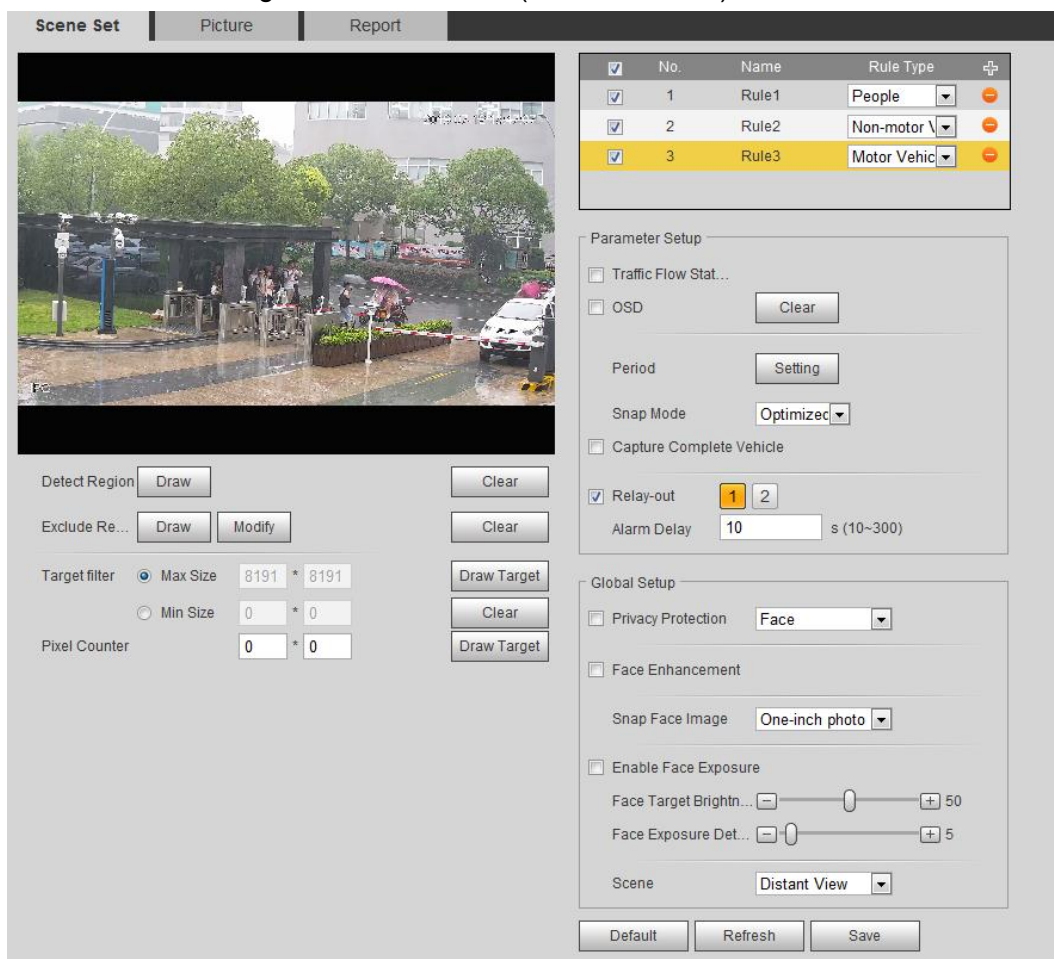 Scene Set Picture Report
No. Name Rule Type
1 Rule1 People
2 Rule2 Non-motor V
3 Rule3 Motor Vehic
Parameter Setup
Traffic Flow Stat...
OSD Clear
Period Setting
Snap Mode Optimized
Capture Complete Vehicle
Relay-out 1 2
Alarm Delay 10 s (10~300)
Detect Region Draw Clear
Exclude Re... Draw Modify Clear
Target filter Max Size 8191 * 8191 Draw Target
Min Size 0 * 0 Clear
Pixel Counter 0 * 0 Draw Target
Global Setup
Privacy Protection Face
Face Enhancement
Snap Face Image One-inch photo
Enable Face Exposure
Face Target Brightn... 50
Face Exposure Det... 5
Scene Distant View
Default Refresh Save